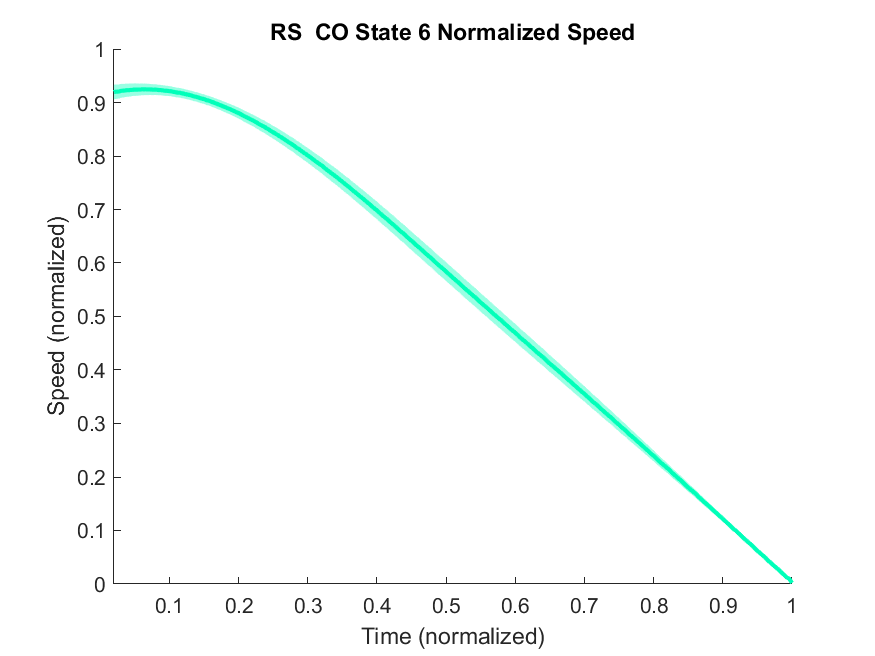 RS  CO State 6 Normalized Speed
1
0.9
0.8
0.7
0.6
0.5
0.4
0.3
0.2
0.1
0
Speed (normalized)
0.1 0.2 0.3 0.4 0.5 0.6 0.7 0.8 0.9 1
Time (normalized)